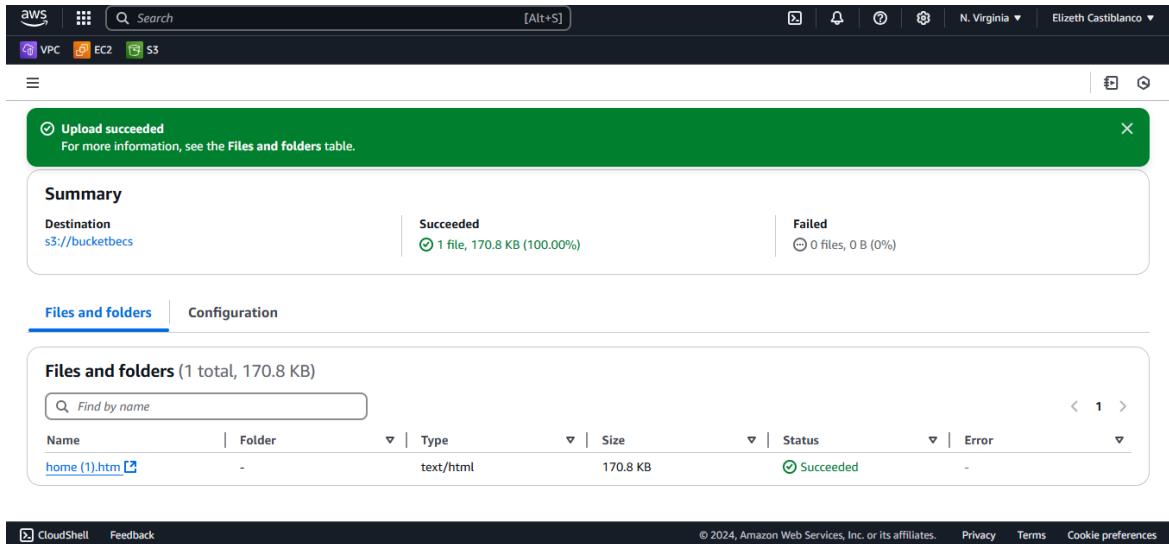 aws Search [Alt+S] N. Virginia ▼ Elizeth Castiblanco ▼
VPC EC2 S3
Upload succeeded
For more information, see the Files and folders table.
Summary
Destination Succeeded Failed
s3://bucketbecs 1 file, 170.8 KB (100.00%) 0 files, 0 B (0%)
Files and folders Configuration
Files and folders (1 total, 170.8 KB)
Find by name < 1 >
Name Folder Type Size Status Error
home (1).htm - text/html 170.8 KB Succeeded -
CloudShell Feedback © 2024, Amazon Web Services, Inc. or its affiliates. Privacy Terms Cookie preferences